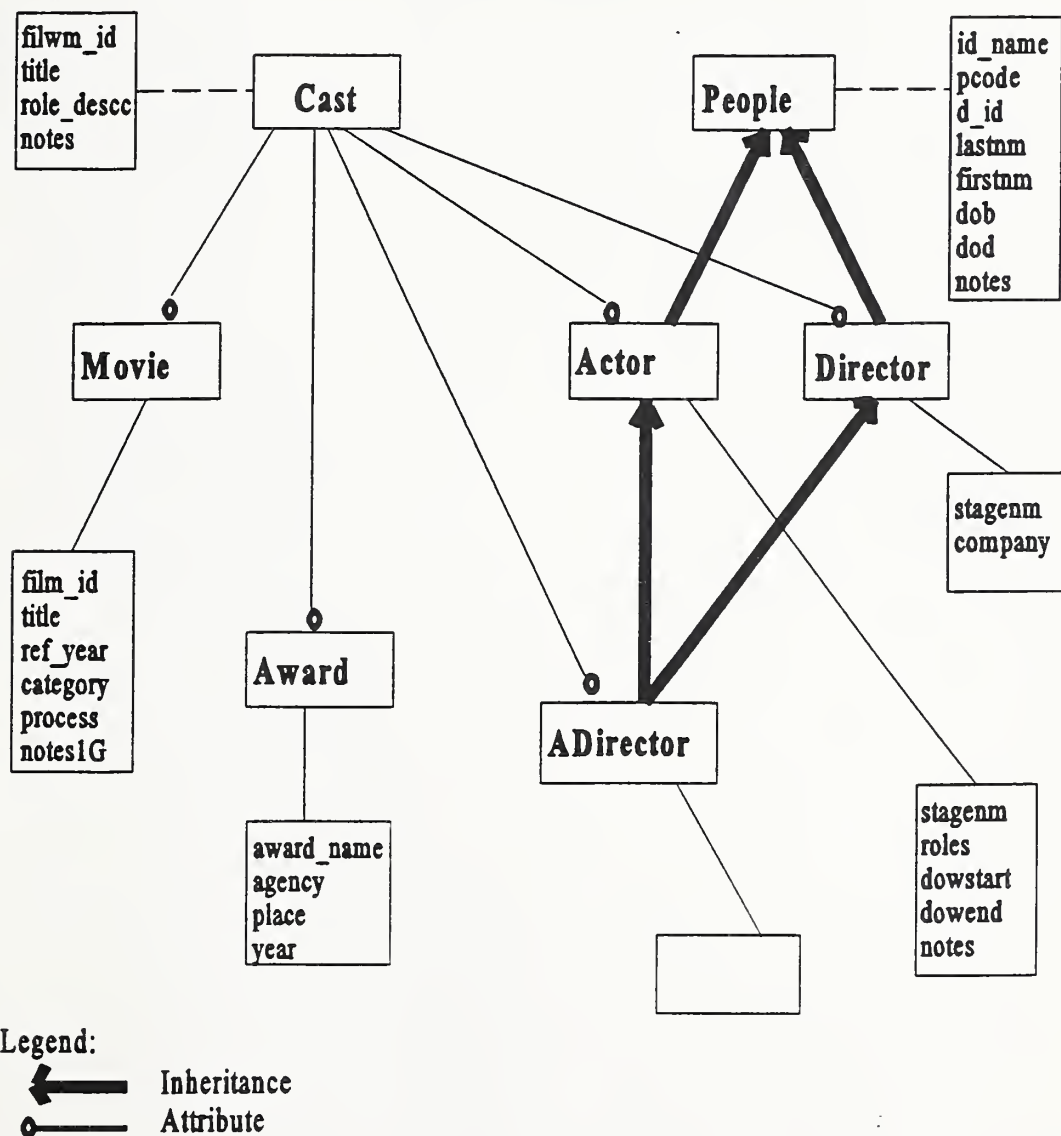 filwm_id
title
role_descc
notes
Cast
People
id_name
pcode
d_id
lastnm
firstnm
dob
dod
notes
Movie
Actor
Director
stagenm
company
film_id
title
ref_year
category
process
notes1G
Award
ADirector
award_name
agency
place
year
stagenm
roles
dowstart
dowend
notes
Legend:
Inheritance
Attribute